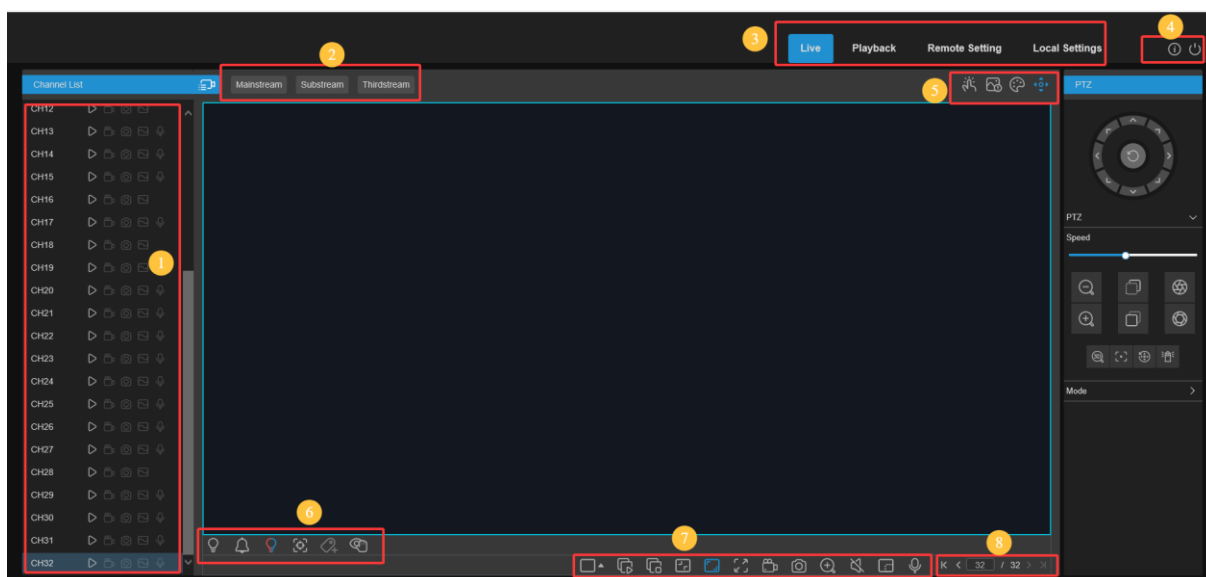 3
4
2
Live Playback Remote Setting Local Settings
Channel List
Mainstream Substream Thirdstream
5
PTZ
CH12
CH13
CH14
CH15
CH16
CH17
CH18
1
CH19
CH20
CH21
CH22
CH23
CH24
CH25
CH26
CH27
CH28
CH29
CH30
CH31
CH32
PTZ
Speed
3D
Mode
6
7
8
32 / 32